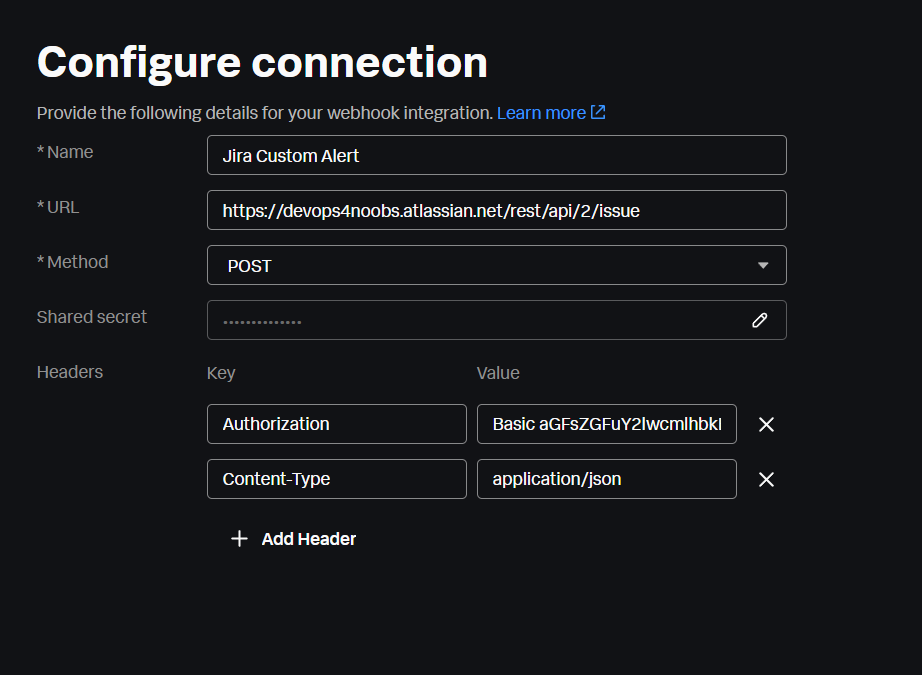 Configure connection
Provide the following details for your webhook integration. Learn more
* Name
Jira Custom Alert
* URL
https://devops4noobs.atlassian.net/rest/api/2/issue
* Method
POST
Shared secret
..............
Headers
Key
Value
Authorization
Basic aGFsZGFuY2lwcmlhbkI
Content-Type
application/json
+ Add Header